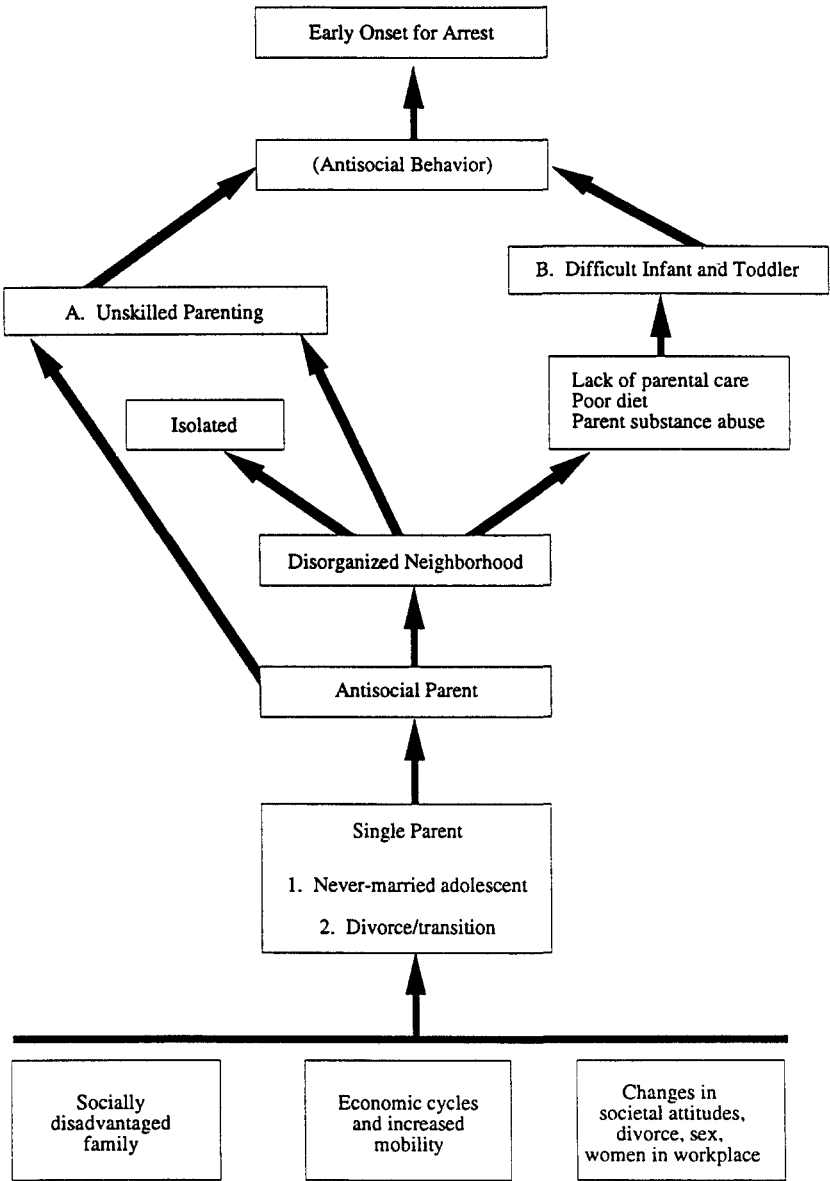 Early Onset for Arrest
(Antisocial Behavior)
B. Difficult Infant and Toddler
A. Unskilled Parenting
Lack of parental care
Poor diet
Parent substance abuse
Isolated
Disorganized Neighborhood
Antisocial Parent
Single Parent
1. Never-married adolescent
2. Divorce/transition
Socially
disadvantaged
family
Economic cycles
and increased
mobility
Changes in
societal attitudes,
divorce, sex,
women in workplace